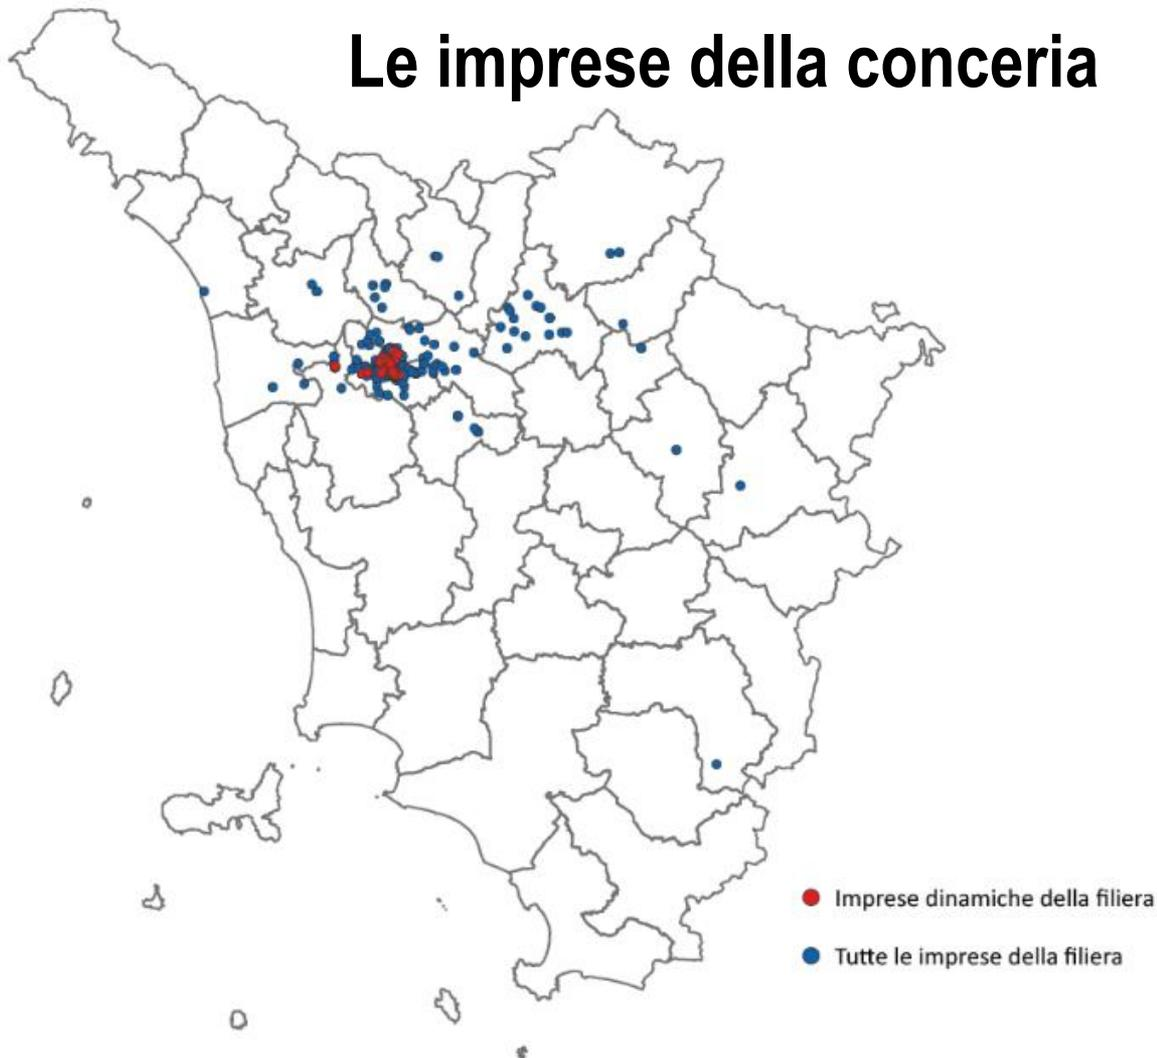 Le imprese della conceria
Imprese dinamiche della filiera
Tutte le imprese della filiera